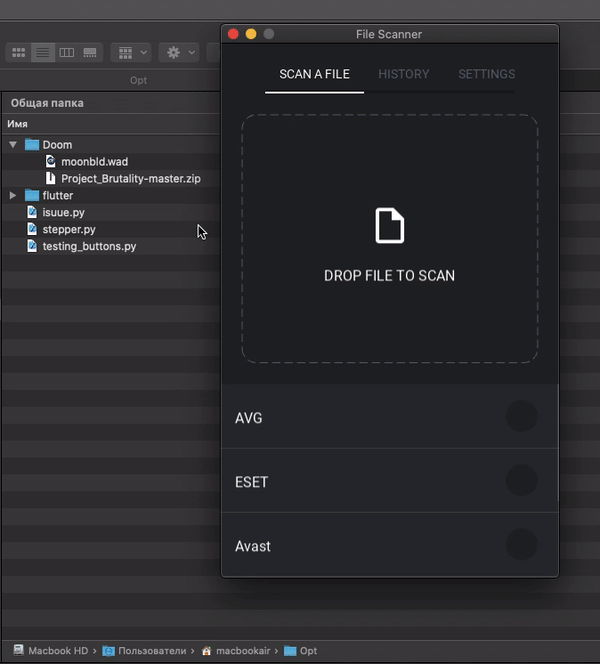 File Scanner
SCAN A FILE
HISTORY
SETTINGS
Opt
Общая папка
Имя
Doom
moonbld.wad
Project_Brutality-master.zip
flutter
isuue.py
stepper.py
testing_buttons.py
DROP FILE TO SCAN
AVG
ESET
Avast
Macbook HD › Пользователи › macbookair › Opt